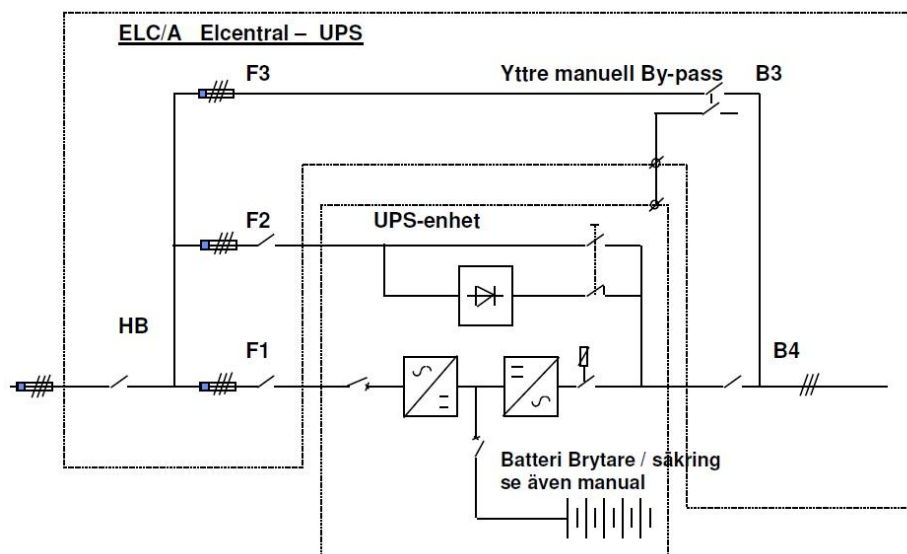 ELC/A Elcentral – UPS
F3
Yttre manuell By-pass
B3
F2
UPS-enhet
HB
F1
B4
Batteri Brytare / säkring
se även manual